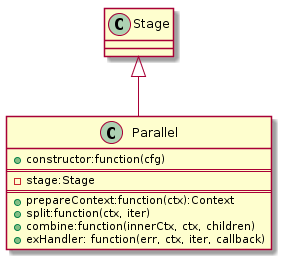 C Stage
C Parallel
constructor:function(cfg)
stage:Stage
prepareContext:function(ctx):Context
split:function(ctx, iter)
combine:function(innerCtx, ctx, children)
exHandler: function(err, ctx, iter, callback)